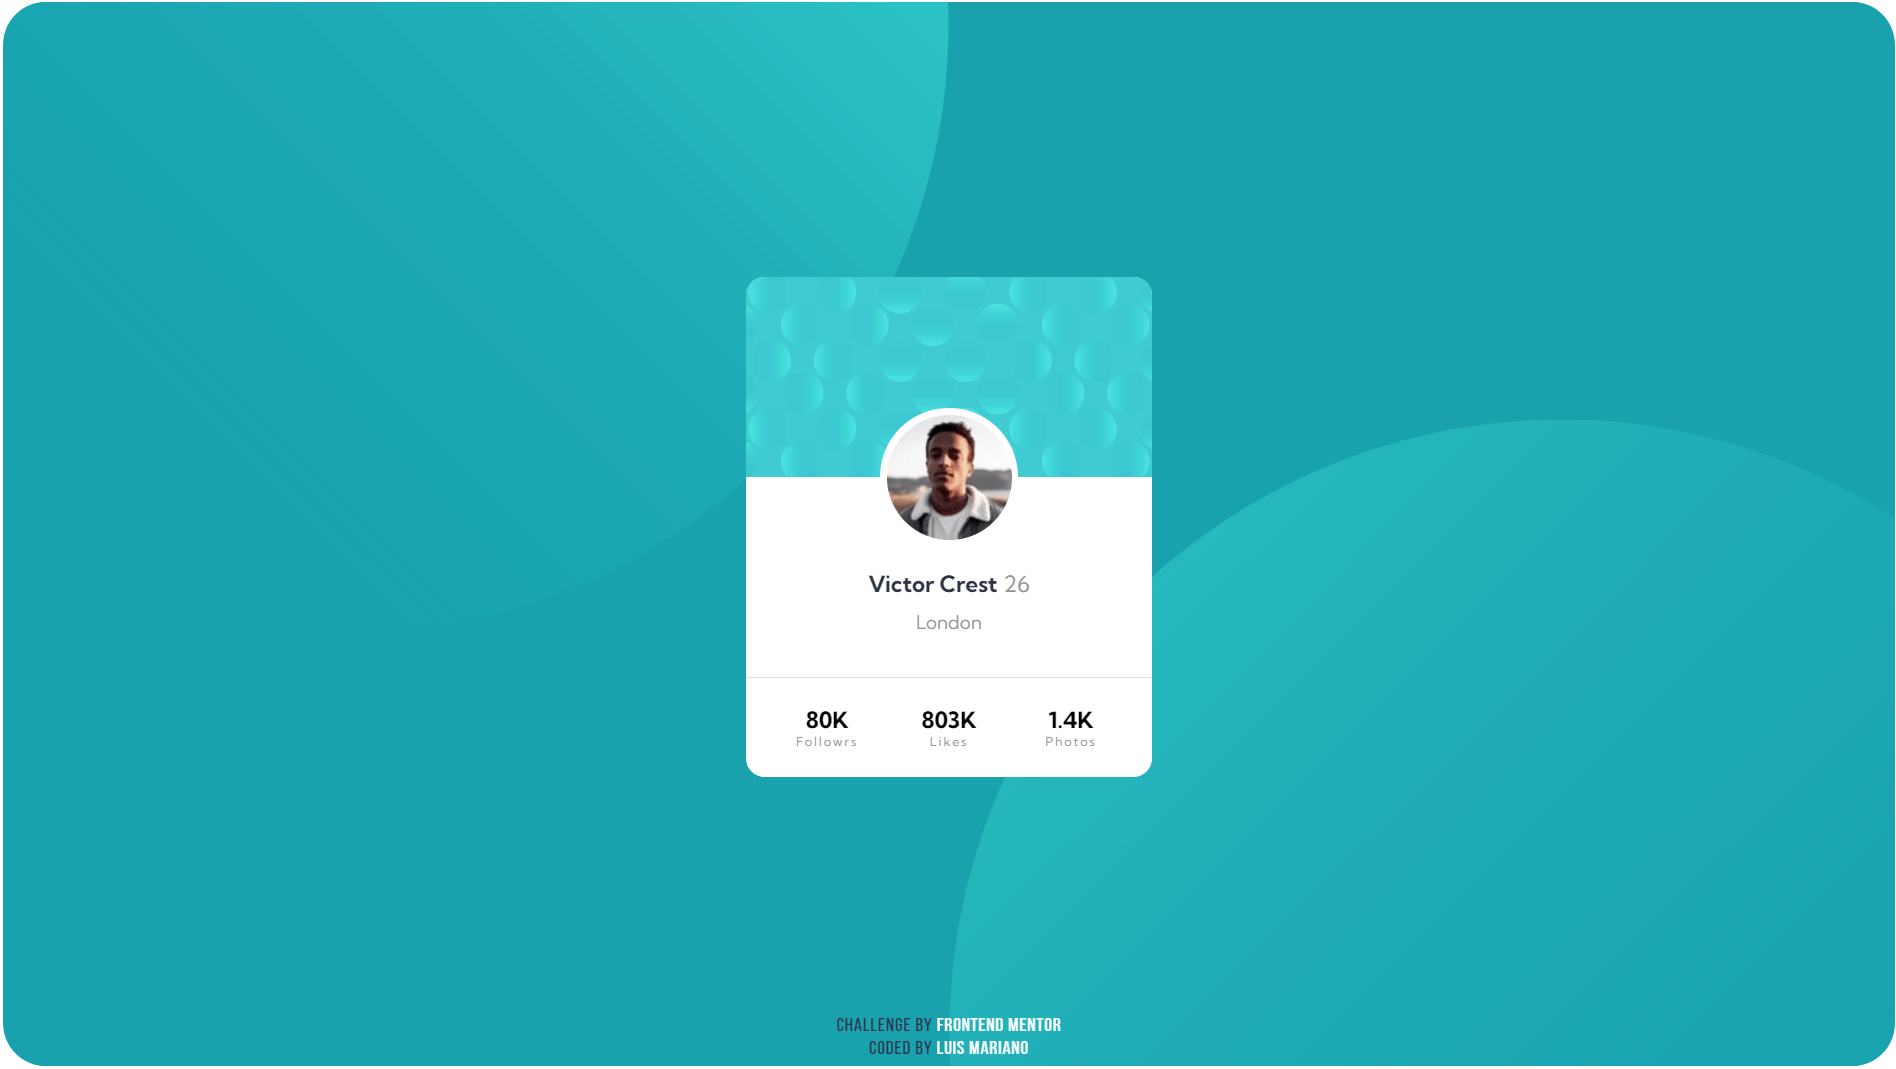 Victor Crest 26
London
80K 803K 1.4K
Followrs Likes Photos
CHALLENGE BY FRONTEND MENTOR
CODED BY LUIS MARIANO